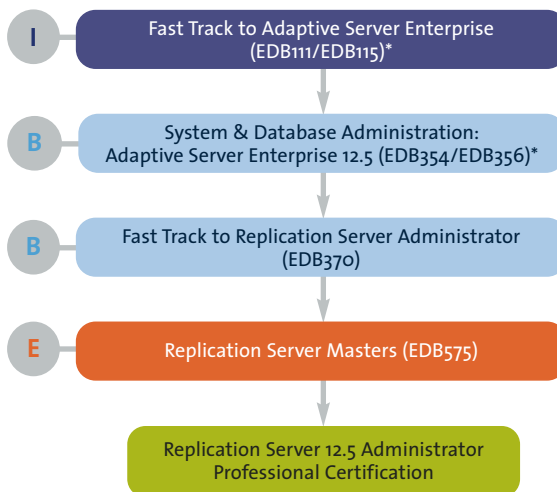 I
Fast Track to Adaptive Server Enterprise
(EDB111/EDB115)*
B
System & Database Administration:
Adaptive Server Enterprise 12.5 (EDB354/EDB356)*
B
Fast Track to Replication Server Administrator
(EDB370)
E
Replication Server Masters (EDB575)
Replication Server 12.5 Administrator
Professional Certification